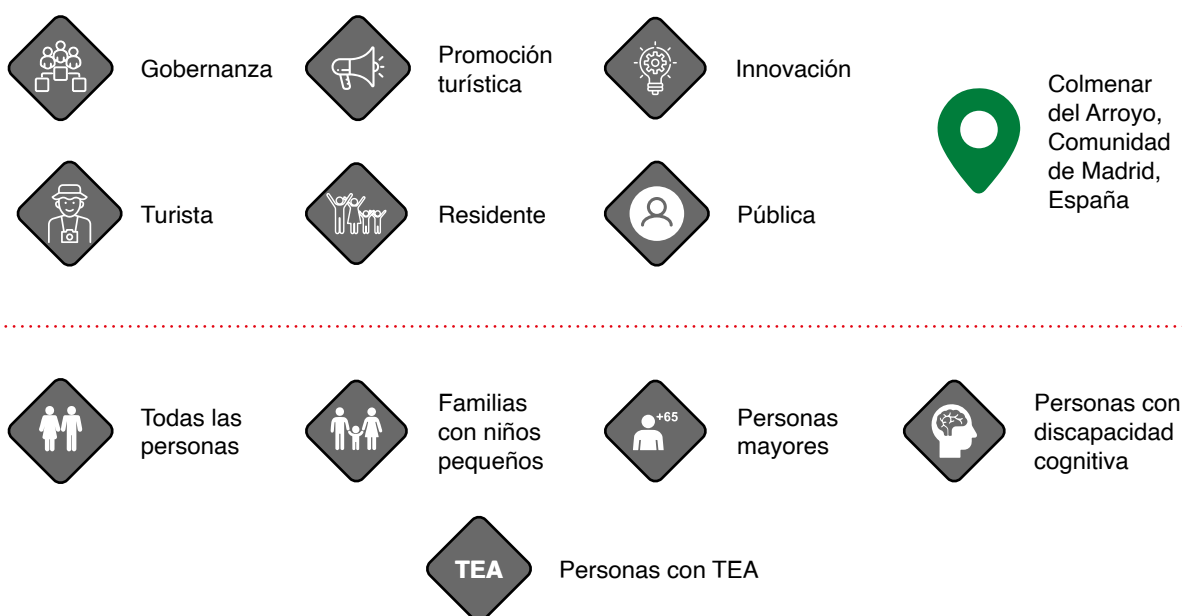 Gobernanza
Promoción
turística
Innovación
Colmenar
del Arroyo,
Comunidad
de Madrid,
España
Turista
Residente
Pública
Todas las
personas
Familias
con niños
pequeños
+65
Personas
mayores
Personas con
discapacidad
cognitiva
TEA
Personas con TEA